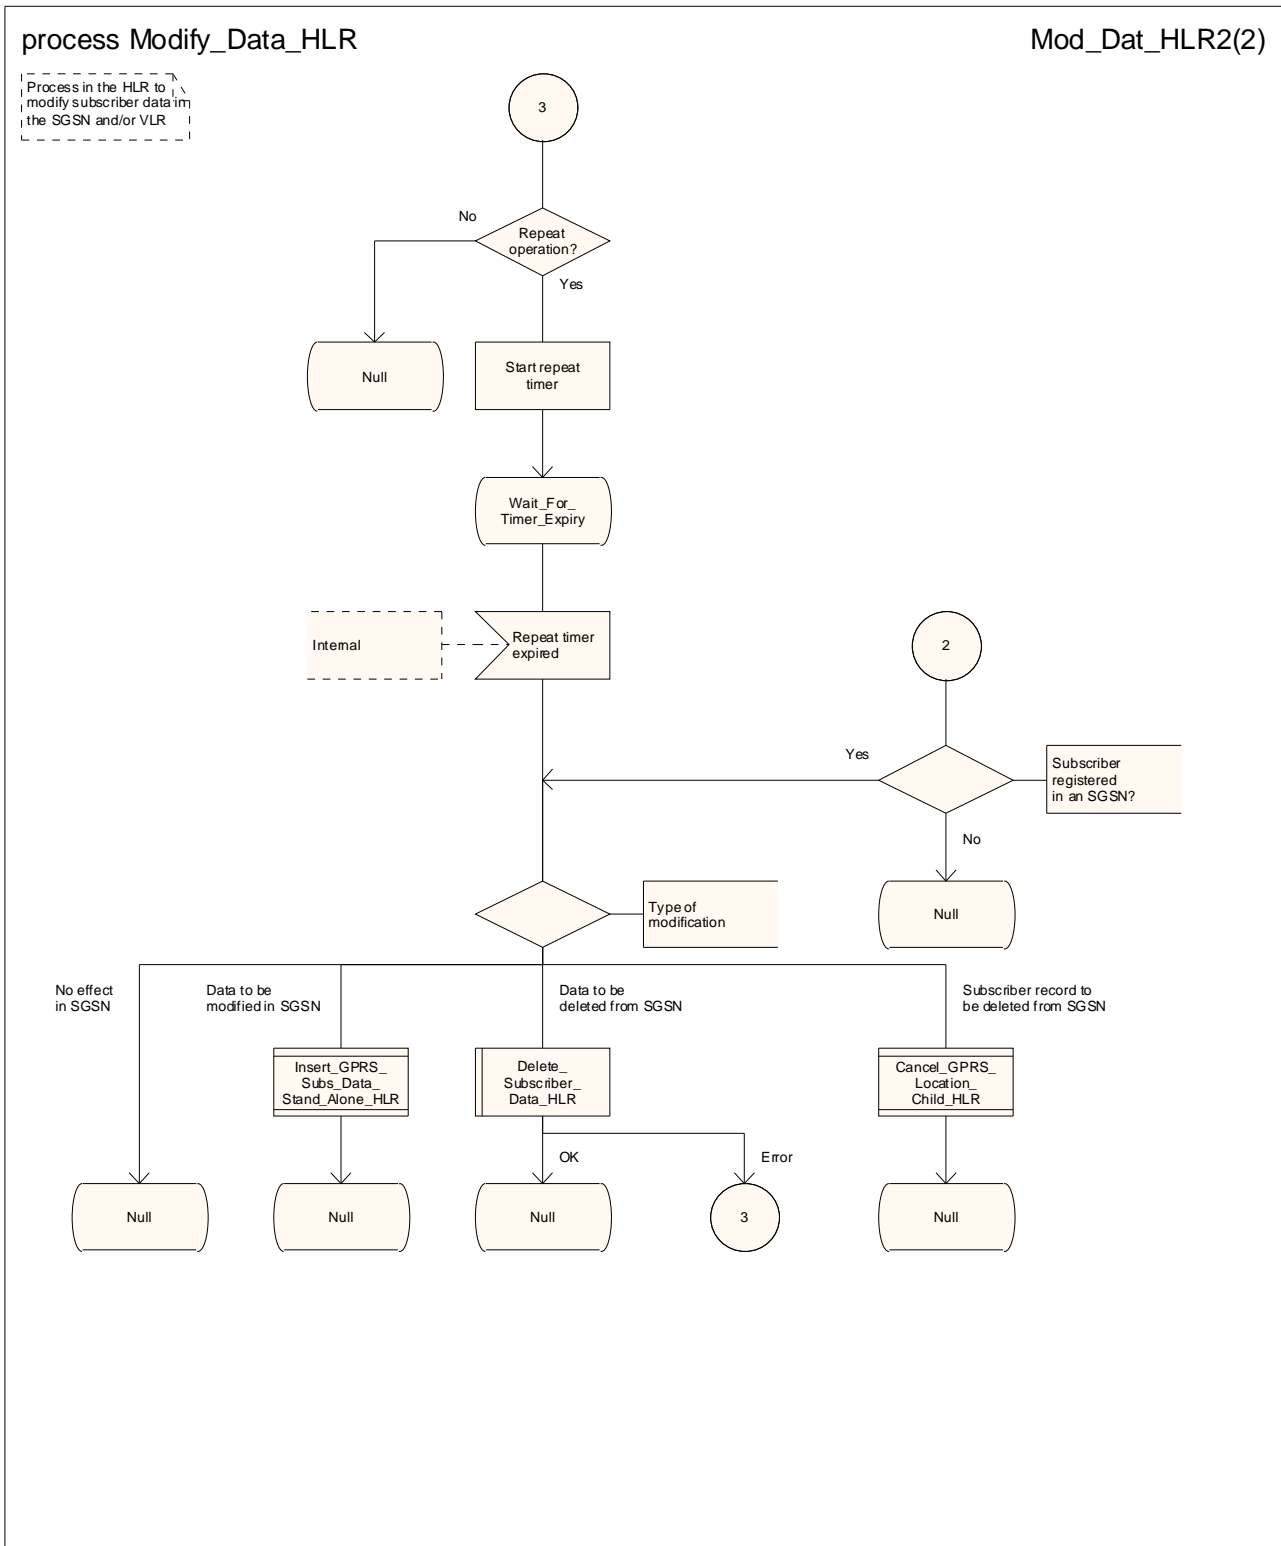 process Modify_Data_HLR
Mod_Dat_HLR2(2)
Process in the HLR to
modify subscriber data in
the SGSN and/or VLR
3
No
Repeat
operation?
Yes
Null
Start repeat
timer
Wait_For_
Timer_Expiry
Internal
Repeat timer
expired
2
Yes
Subscriber
registered
in an SGSN?
No
Type of
modification
Null
No effect
in SGSN
Data to be
modified in SGSN
Data to be
deleted from SGSN
Subscriber record to
be deleted from SGSN
Insert_GPRS_
Subs_Data_
Stand_Alone_HLR
Delete_
Subscriber_
Data_HLR
Cancel_GPRS_
Location_
Child_HLR
OK
Error
Null
Null
Null
3
Null